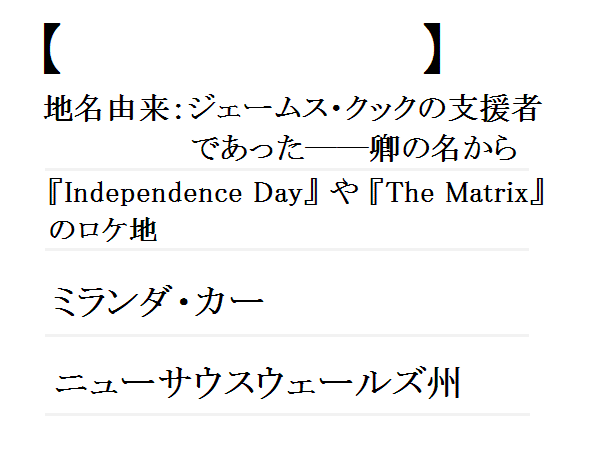 【　　　　　　　　】
地名由来：ジェームス・クックの支援者
であった――卿の名から
『Independence Day』や『The Matrix』
のロケ地
ミランダ・カー
ニューサウスウェールズ州